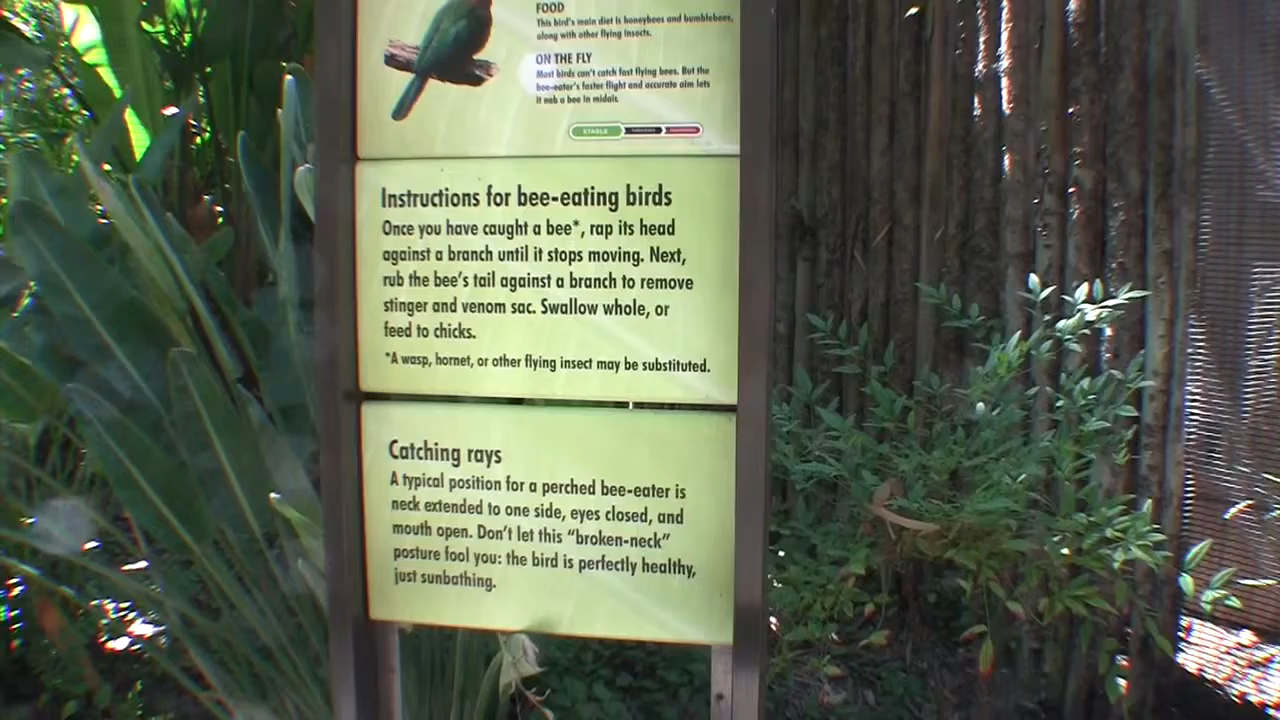 FOOD
This bird's main diet is honeybees and bumblebees,
along with other flying insects.
ON THE FLY
Most birds can't catch fast flying bees. But the
bee-eater's faster flight and accurate aim lets
it nab a bee in midair.
STABLE
Instructions for bee-eating birds
Once you have caught a bee*, rap its head
against a branch until it stops moving. Next,
rub the bee's tail against a branch to remove
stinger and venom sac. Swallow whole, or
feed to chicks.
*A wasp, hornet, or other flying insect may be substituted.
Catching rays
A typical position for a perched bee-eater is
neck extended to one side, eyes closed, and
mouth open. Don't let this "broken-neck"
posture fool you: the bird is perfectly healthy,
just sunbathing.